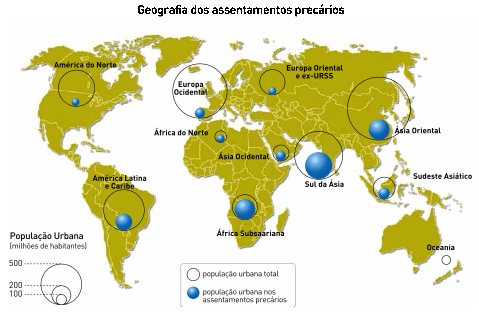 Geografia dos assentamentos precários
América do Norte
Europa
Ocidental
Europa Oriental
e ex-URSS
África do Norte
Ásia Ocidental
Ásia Oriental
América Latina
e Caribe
Sul da Ásia
Sudeste Asiático
África Subsaariana
Oceania
População Urbana
(milhões de habitantes)
500
200
100
população urbana total
população urbana nos
assentamentos precários